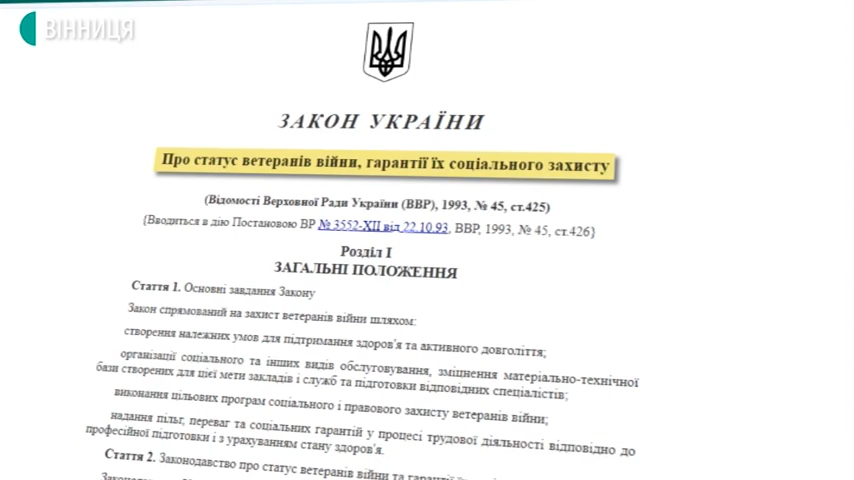 ВІННИЦЯ
ЗАКОН УКРАЇНИ
Про статус ветеранів війни, гарантії їх соціального захисту
(Відомості Верховної Ради України (ВВР), 1993, № 45, ст.425)
{Вводиться в дію Постановою ВР № 3552-XII від 22.10.93, ВВР, 1993, № 45, ст.426}
Розділ I
ЗАГАЛЬНІ ПОЛОЖЕННЯ
Стаття 1. Основні завдання Закону
Закон спрямований на захист ветеранів війни шляхом:
створення належних умов для підтримання здоров'я та активного довголіття;
організації соціального та інших видів обслуговування, зміцнення матеріально-технічної
бази створених для цієї мети закладів і служб та підготовки відповідних спеціалістів;
виконання цільових програм соціального і правового захисту ветеранів війни;
надання пільг, переваг та соціальних гарантій у процесі трудової діяльності відповідно до
професійної підготовки і з урахуванням стану здоров'я.
Стаття 2. Законодавство про статус ветеранів війни та гарантії